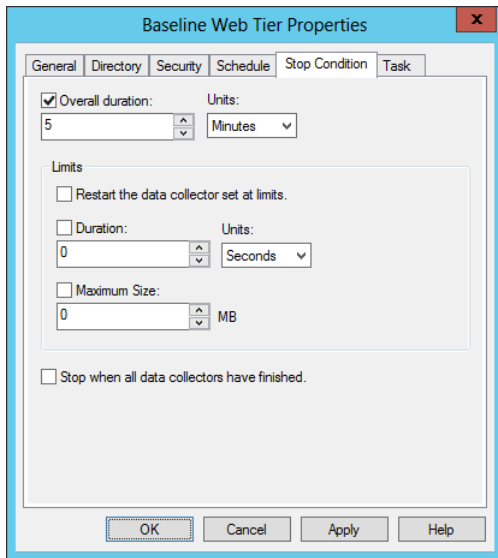 Baseline Web Tier Properties
x
General Directory Security Schedule Stop Condition Task
Overall duration: Units:
5 Minutes
Limits
Restart the data collector set at limits.
Duration: Units:
0 Seconds
Maximum Size:
0 MB
Stop when all data collectors have finished.
OK Cancel Apply Help